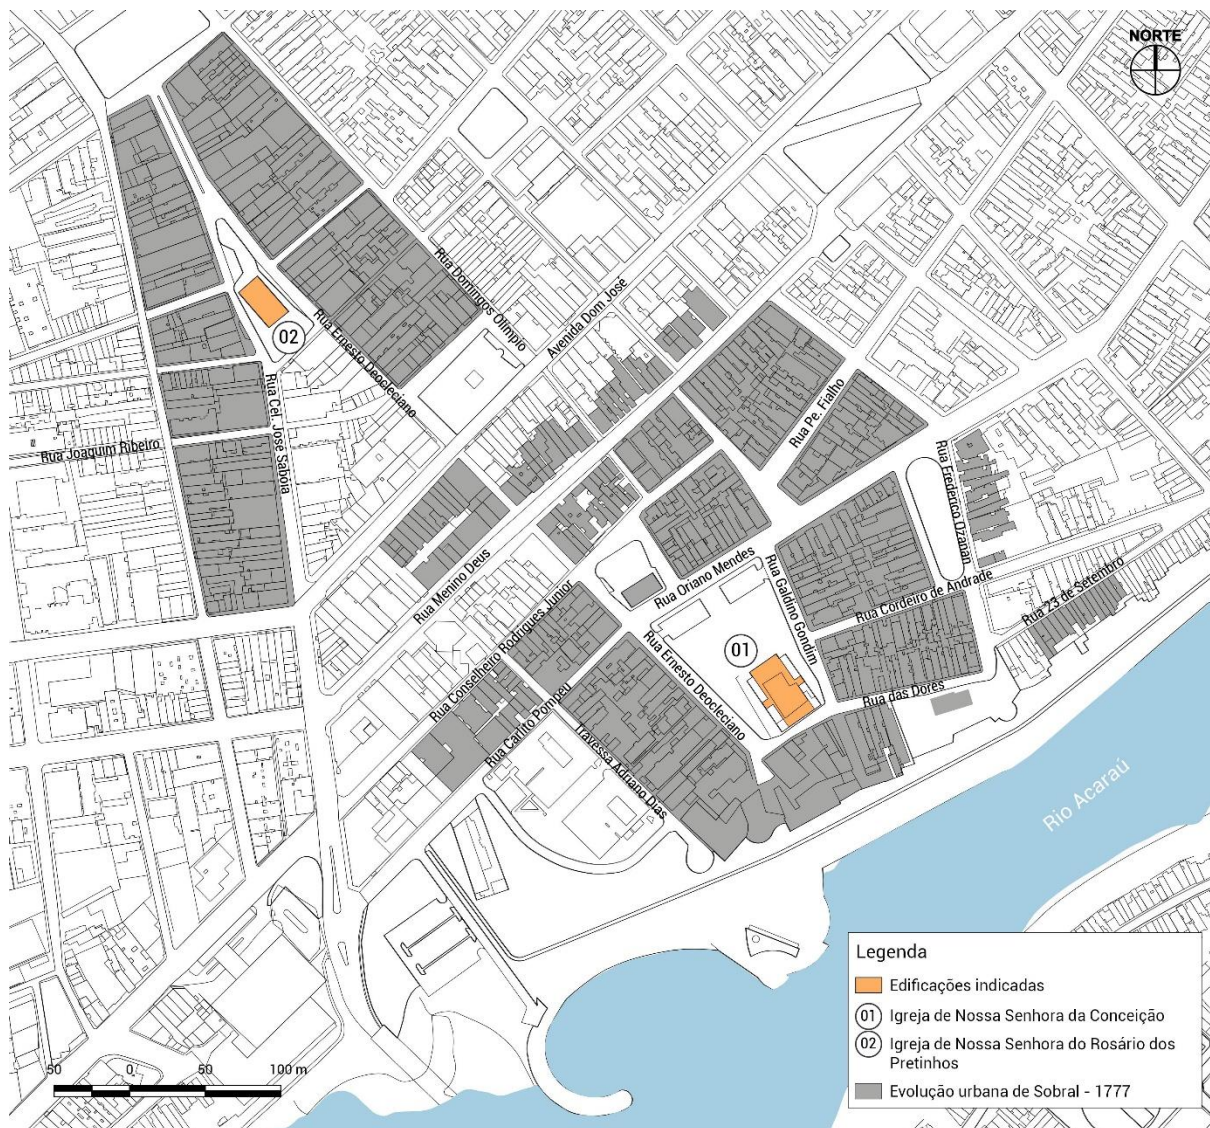 NORTE
Rua Domingos Olímpio
Avenida Dom José
02
Rua Ernesto Deocleciano
Rua Pe. Fialho
Rua Cel. José Saboia
Rua Joaquim Ribeiro
Rua Frederico Ozanan
Rua Menino Deus
Rua Oriano Mendes
Rua Galdino Gondim
Rua Cordeiro de Andrade
Rua 23 de Setembro
Rua Conselheiro Rodrigues Junior
01
Rua Ernesto Deocleciano
Rua das Dores
Rua Carlito Pompeu
Travessa Adriano Dias
Rio Acaraú
Legenda
Edificações indicadas
01 Igreja de Nossa Senhora da Conceição
02 Igreja de Nossa Senhora do Rosário dos
Pretinhos
Evolução urbana de Sobral - 1777
50 0 50 100 m